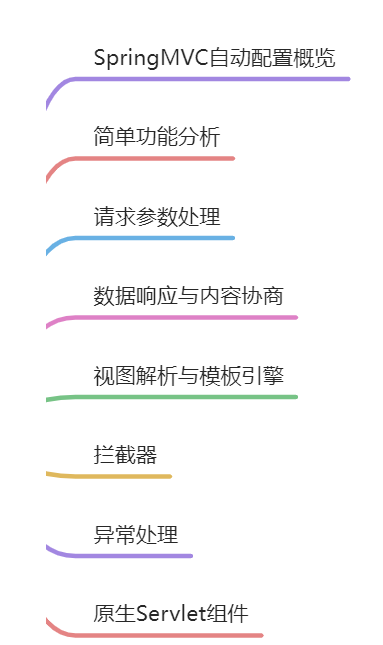 SpringMVC自动配置概览
简单功能分析
请求参数处理
数据响应与内容协商
视图解析与模板引擎
拦截器
异常处理
原生Servlet组件